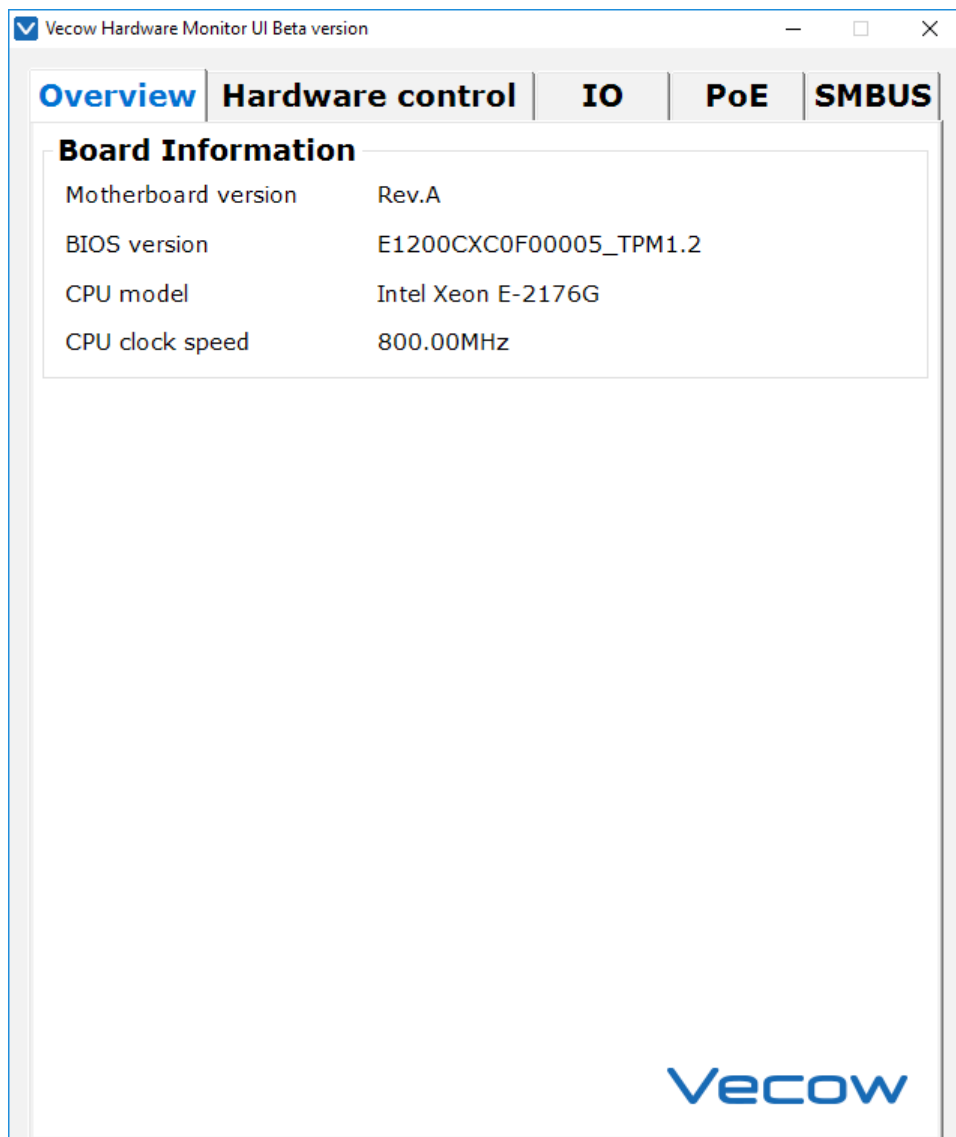 Vecow Hardware Monitor UI Beta version
Overview Hardware control IO PoE SMBUS
Board Information
Motherboard version Rev.A
BIOS version E1200CXC0F00005_TPM1.2
CPU model Intel Xeon E-2176G
CPU clock speed 800.00MHz
Vecow